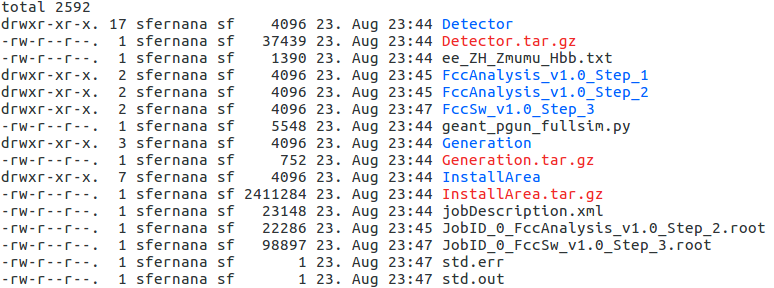 total 2592
drwxr-xr-x. 17 sfernana sf    4096 23. Aug 23:44 Detector
-rw-r--r--.  1 sfernana sf   37439 23. Aug 23:44 Detector.tar.gz
-rw-r--r--.  1 sfernana sf    1390 23. Aug 23:44 ee_ZH_Zmumu_Hbb.txt
drwxr-xr-x.  2 sfernana sf    4096 23. Aug 23:45 FccAnalysis_v1.0_Step_1
drwxr-xr-x.  2 sfernana sf    4096 23. Aug 23:45 FccAnalysis_v1.0_Step_2
drwxr-xr-x.  2 sfernana sf    4096 23. Aug 23:47 FccSw_v1.0_Step_3
-rw-r--r--.  1 sfernana sf    5548 23. Aug 23:44 geant_pgun_fullsim.py
drwxr-xr-x.  3 sfernana sf    4096 23. Aug 23:44 Generation
-rw-r--r--.  1 sfernana sf     752 23. Aug 23:44 Generation.tar.gz
drwxr-xr-x.  7 sfernana sf    4096 23. Aug 23:44 InstallArea
-rw-r--r--.  1 sfernana sf 2411284 23. Aug 23:44 InstallArea.tar.gz
-rw-r--r--.  1 sfernana sf   23148 23. Aug 23:44 jobDescription.xml
-rw-r--r--.  1 sfernana sf   22286 23. Aug 23:45 JobID_0_FccAnalysis_v1.0_Step_2.root
-rw-r--r--.  1 sfernana sf   98897 23. Aug 23:47 JobID_0_FccSw_v1.0_Step_3.root
-rw-r--r--.  1 sfernana sf       1 23. Aug 23:47 std.err
-rw-r--r--.  1 sfernana sf       1 23. Aug 23:47 std.out